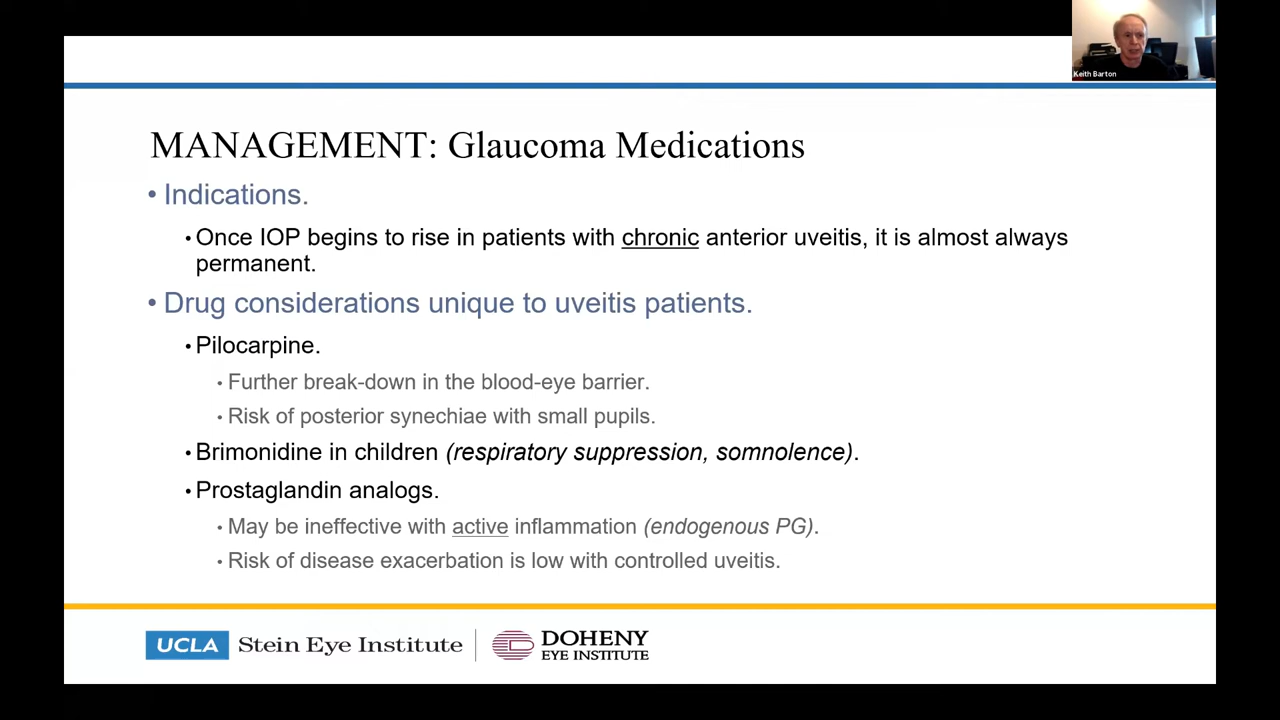 Keith Barton
MANAGEMENT: Glaucoma Medications
• Indications.
• Once IOP begins to rise in patients with chronic anterior uveitis, it is almost always
permanent.
• Drug considerations unique to uveitis patients.
• Pilocarpine.
• Further break-down in the blood-eye barrier.
• Risk of posterior synechiae with small pupils.
• Brimonidine in children (respiratory suppression, somnolence).
• Prostaglandin analogs.
• May be ineffective with active inflammation (endogenous PG).
• Risk of disease exacerbation is low with controlled uveitis.
UCLA Stein Eye Institute
DOHENY
EYE INSTITUTE